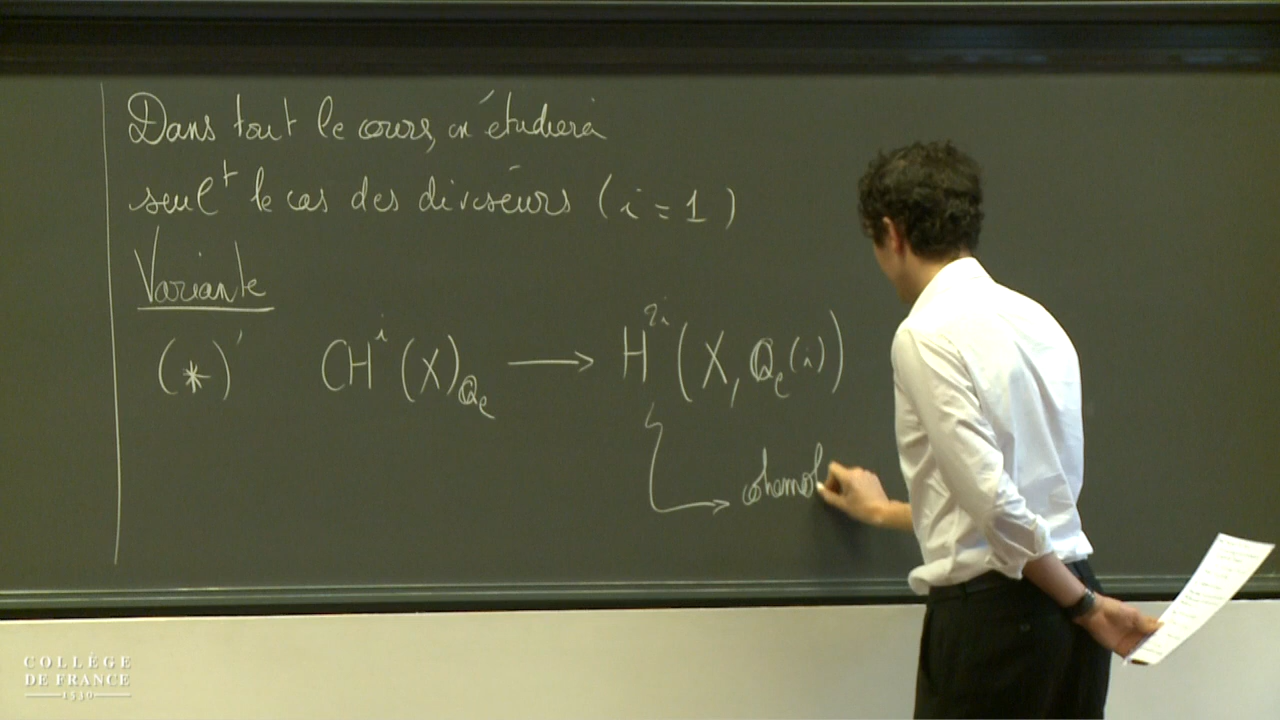 Dans tout le cours, on étudiera
seul^t le cas des diviseurs (i = 1)
Variante
(*)' CH^i(X)_{ℚ_ℓ} ⟶ H^{2i}(X, ℚ_ℓ(i))
cohomol
COLLÈGE
DE FRANCE
1530